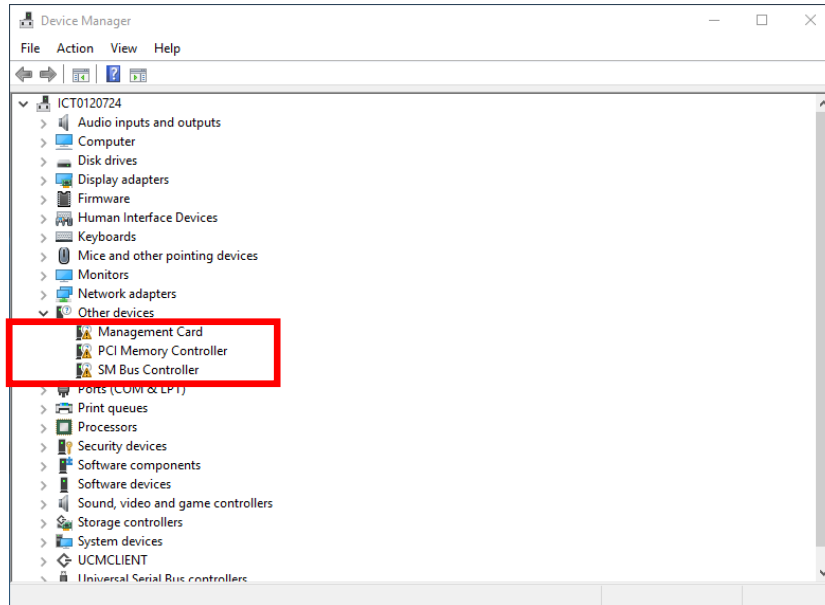 Device Manager
File Action View Help
ICT0120724
Audio inputs and outputs
Computer
Disk drives
Display adapters
Firmware
Human Interface Devices
Keyboards
Mice and other pointing devices
Monitors
Network adapters
Other devices
Management Card
PCI Memory Controller
SM Bus Controller
Ports (COM & LPT)
Print queues
Processors
Security devices
Software components
Software devices
Sound, video and game controllers
Storage controllers
System devices
UCMCLIENT
Universal Serial Bus controllers